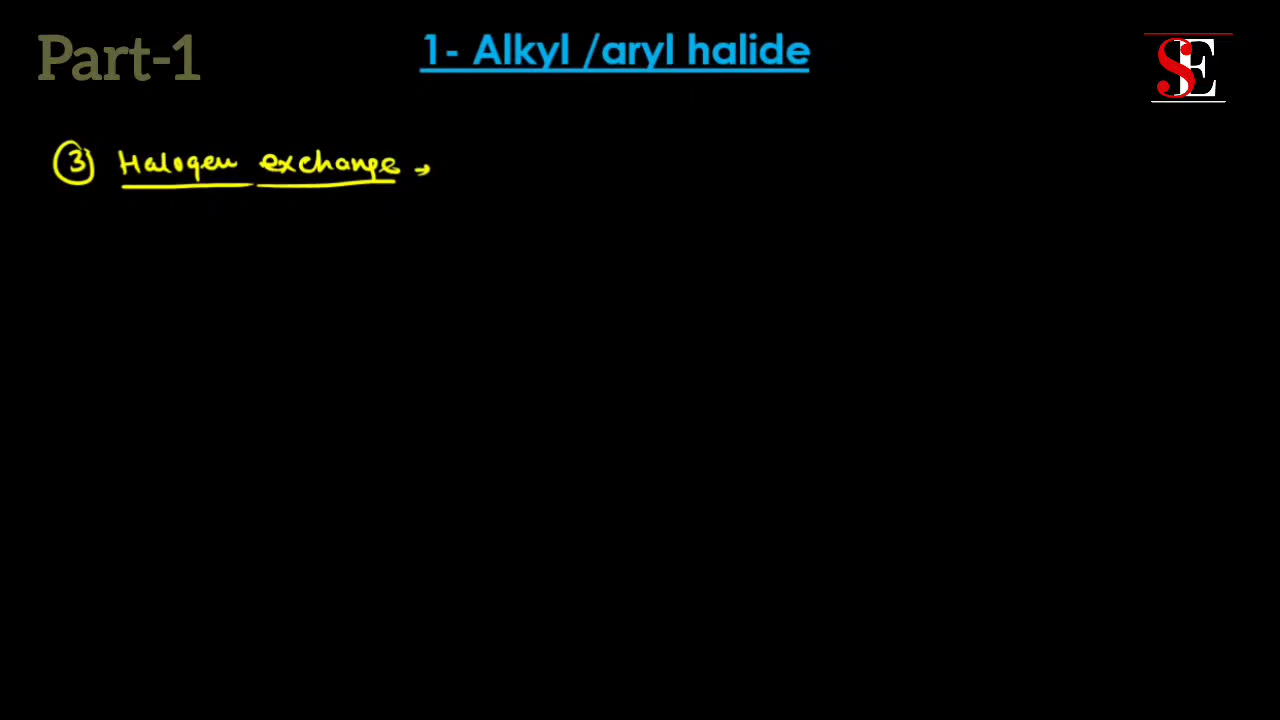 Part-1
1- Alkyl /aryl halide
SE
③ Halogen exchange →